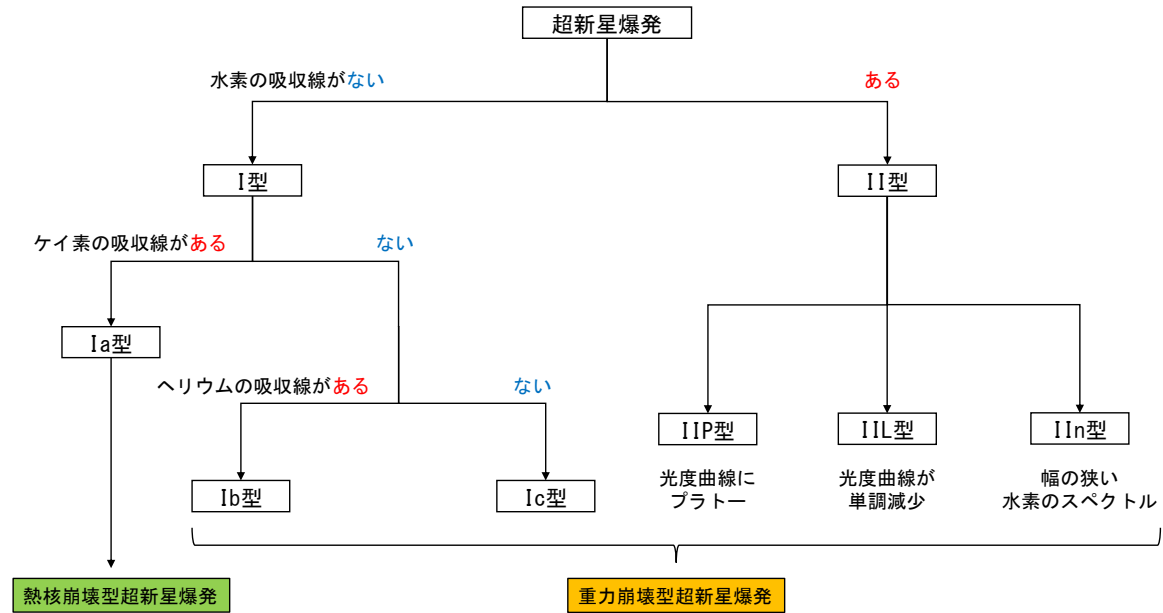 超新星爆発
水素の吸収線がない
ある
I型
II型
ケイ素の吸収線がある
ない
Ia型
ヘリウムの吸収線がある
ない
IIP型
IIL型
IIn型
光度曲線に
プラトー
光度曲線が
単調減少
幅の狭い
水素のスペクトル
Ib型
Ic型
熱核崩壊型超新星爆発
重力崩壊型超新星爆発